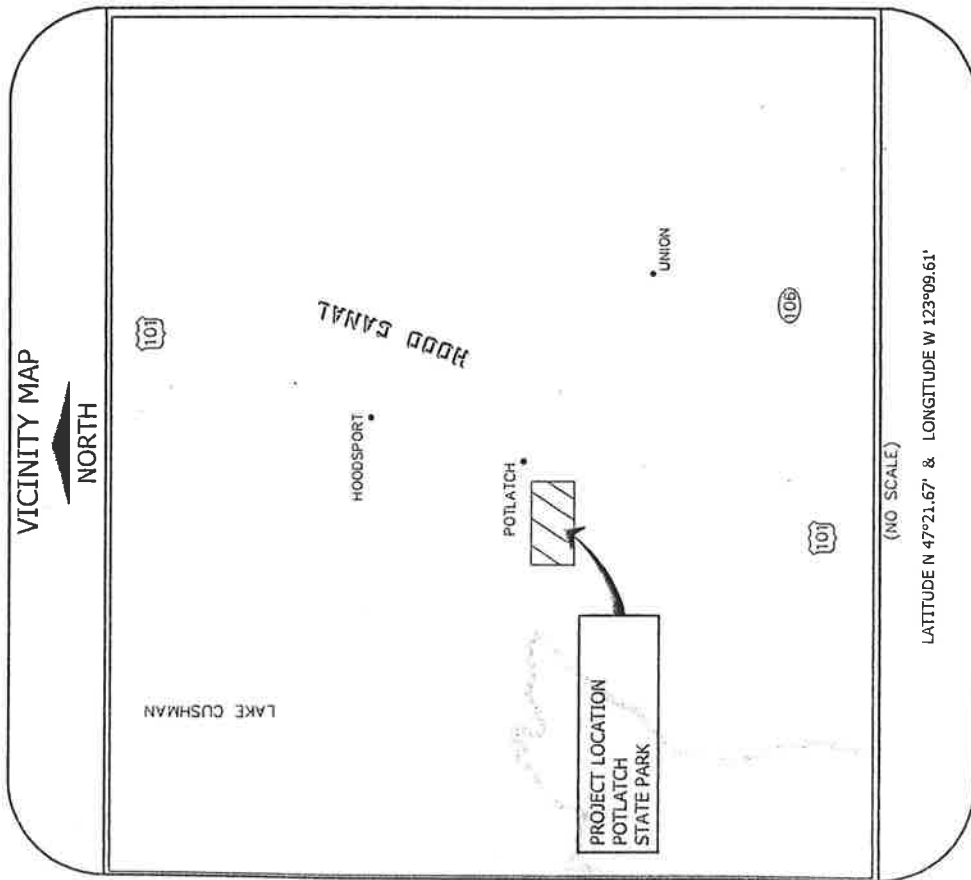 VICINITY MAP
NORTH
101
HOOD CANAL
HOODSPORT
LAKE CUSHMAN
POTLATCH
UNION
PROJECT LOCATION
POTLATCH
STATE PARK
106
101
(NO SCALE)
LATITUDE N 47°21.67' & LONGITUDE W 123°09.61'